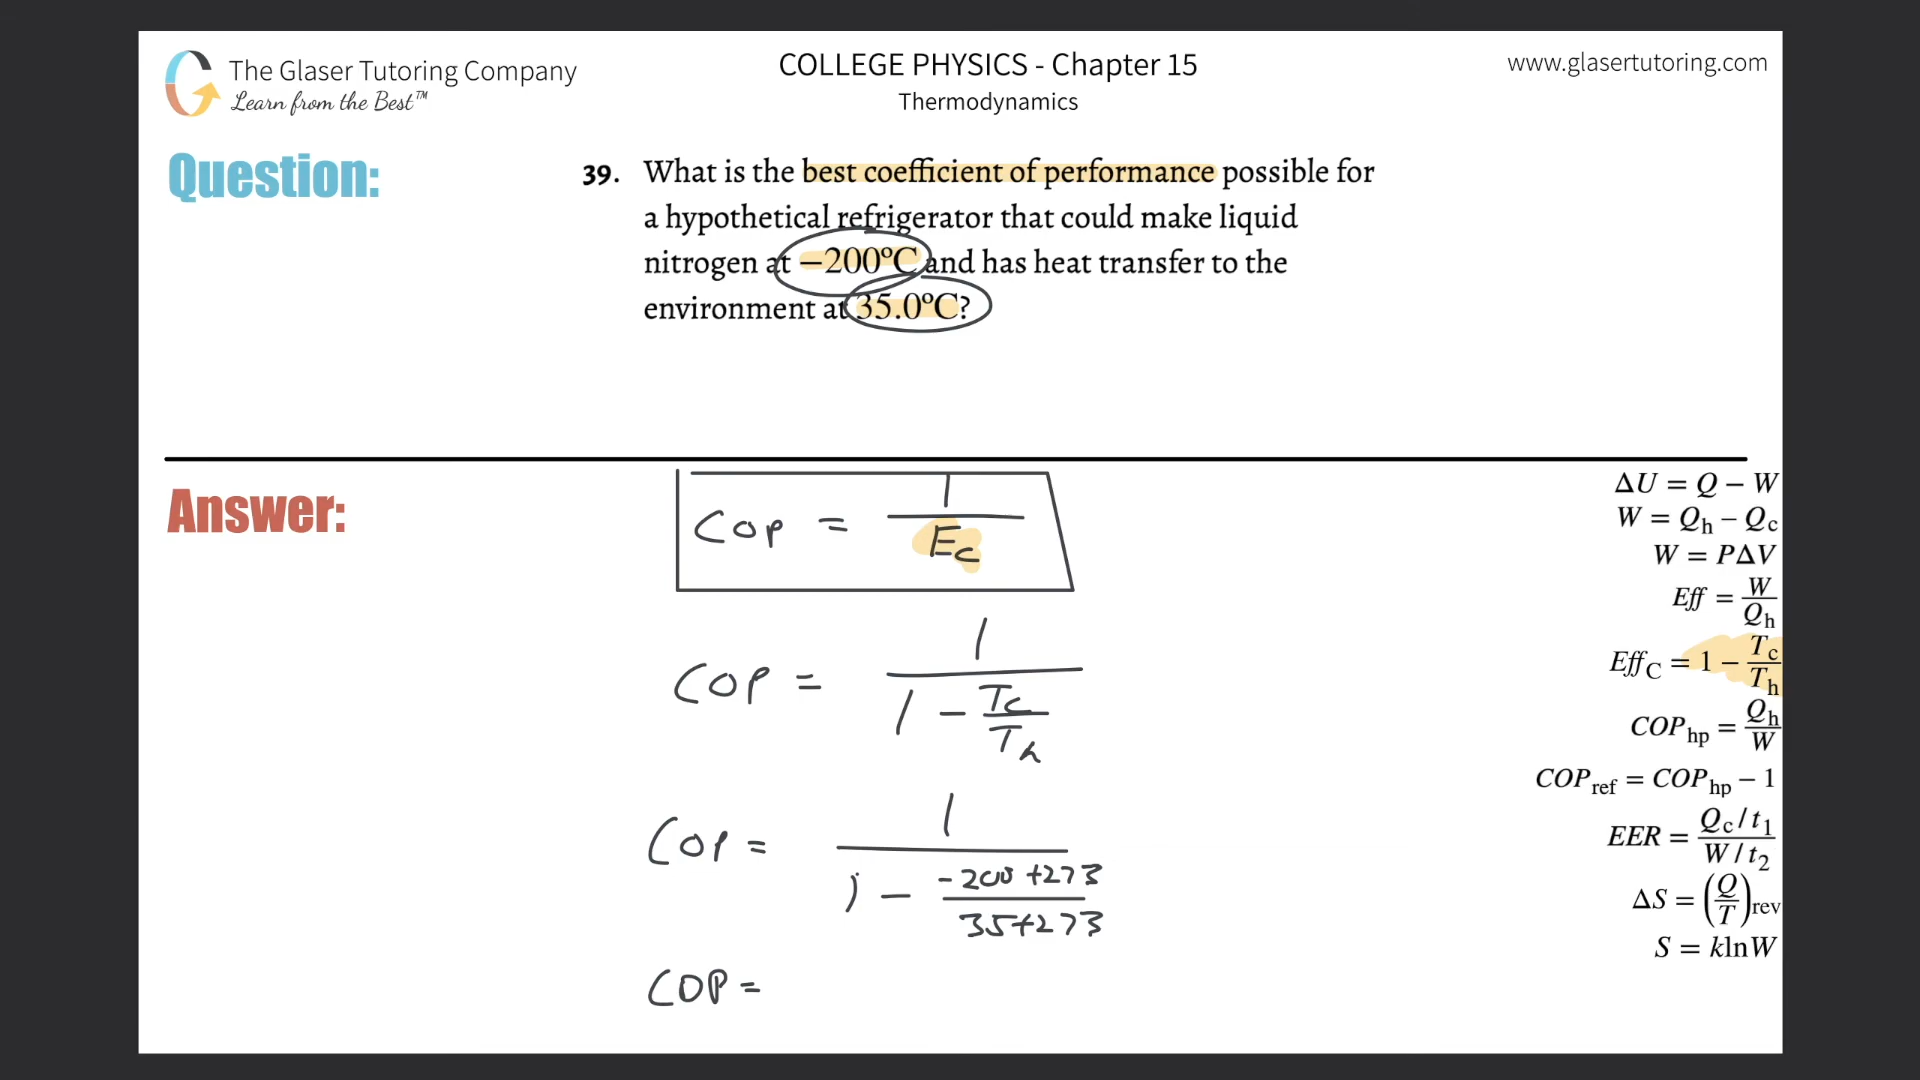 The Glaser Tutoring Company
Learn from the Best™
COLLEGE PHYSICS - Chapter 15
Thermodynamics
www.glasertutoring.com
Question:
39. What is the best coefficient of performance possible for
a hypothetical refrigerator that could make liquid
nitrogen at −200ºC and has heat transfer to the
environment at 35.0ºC?
Answer:
COP = 1 / Ec
COP = 1 / (1 − Tc / Th)
COP = 1 / (1 − (-200 + 273) / (35 + 273))
COP =
ΔU = Q − W
W = Qh − Qc
W = PΔV
Eff = W / Qh
EffC = 1 − Tc / Th
COPhp = Qh / W
COPref = COPhp − 1
EER = (Qc / t1) / (W / t2)
ΔS = (Q / T)rev
S = klnW